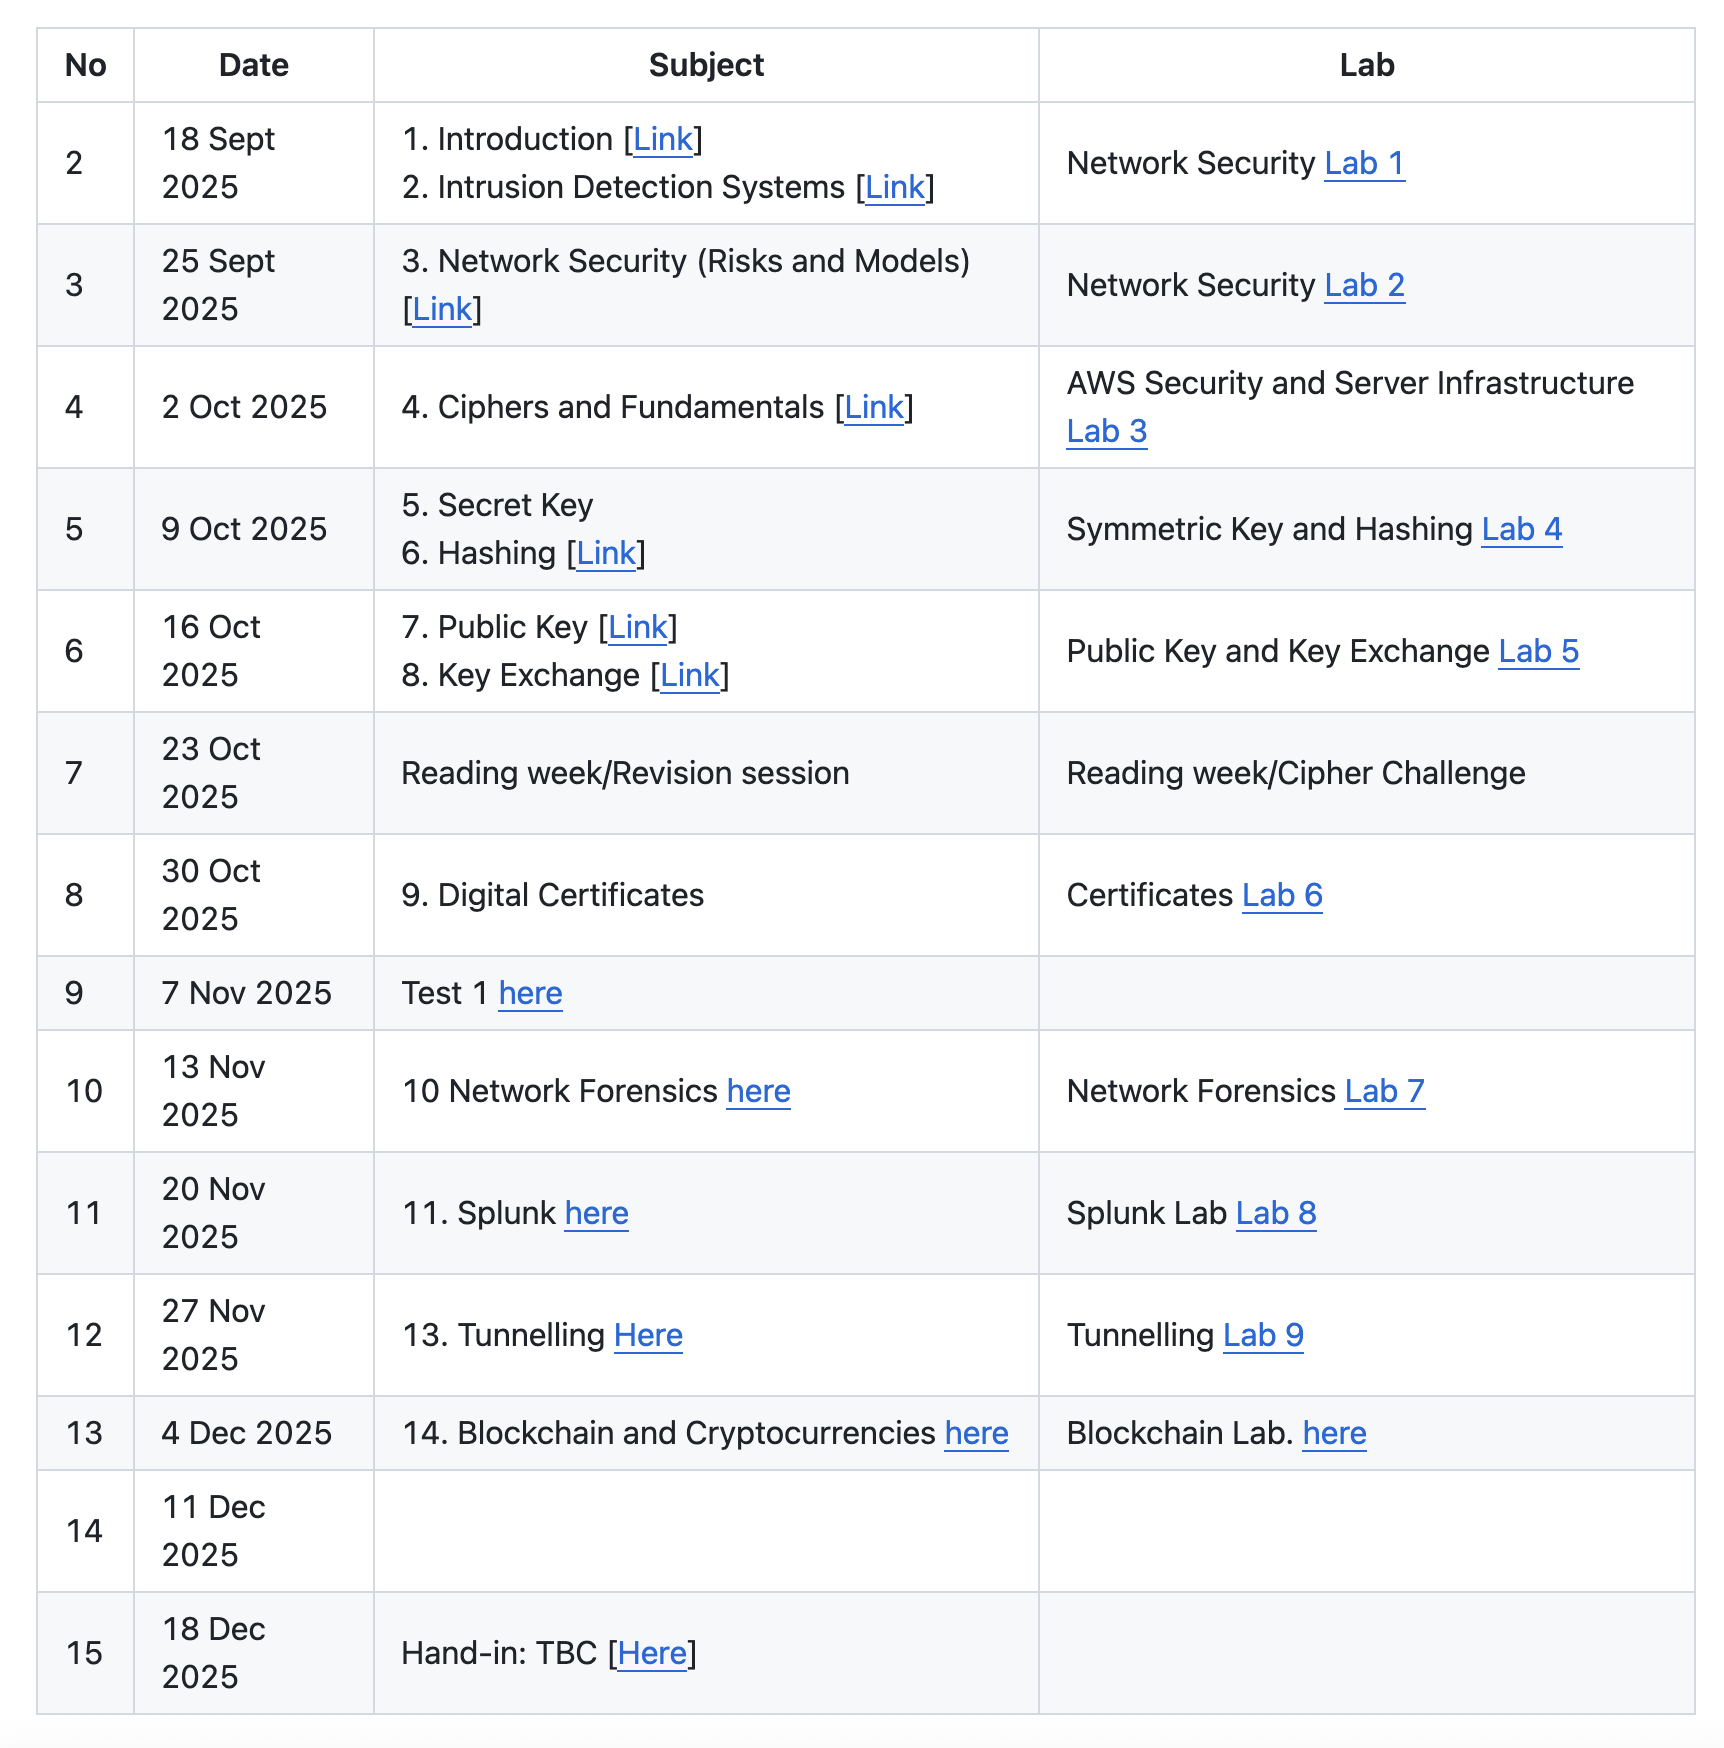 No Date Subject Lab
2 18 Sept 2025 1. Introduction [Link] 2. Intrusion Detection Systems [Link] Network Security Lab 1
3 25 Sept 2025 3. Network Security (Risks and Models) [Link] Network Security Lab 2
4 2 Oct 2025 4. Ciphers and Fundamentals [Link] AWS Security and Server Infrastructure Lab 3
5 9 Oct 2025 5. Secret Key 6. Hashing [Link] Symmetric Key and Hashing Lab 4
6 16 Oct 2025 7. Public Key [Link] 8. Key Exchange [Link] Public Key and Key Exchange Lab 5
7 23 Oct 2025 Reading week/Revision session Reading week/Cipher Challenge
8 30 Oct 2025 9. Digital Certificates Certificates Lab 6
9 7 Nov 2025 Test 1 here
10 13 Nov 2025 10 Network Forensics here Network Forensics Lab 7
11 20 Nov 2025 11. Splunk here Splunk Lab Lab 8
12 27 Nov 2025 13. Tunnelling Here Tunnelling Lab 9
13 4 Dec 2025 14. Blockchain and Cryptocurrencies here Blockchain Lab. here
14 11 Dec 2025
15 18 Dec 2025 Hand-in: TBC [Here]